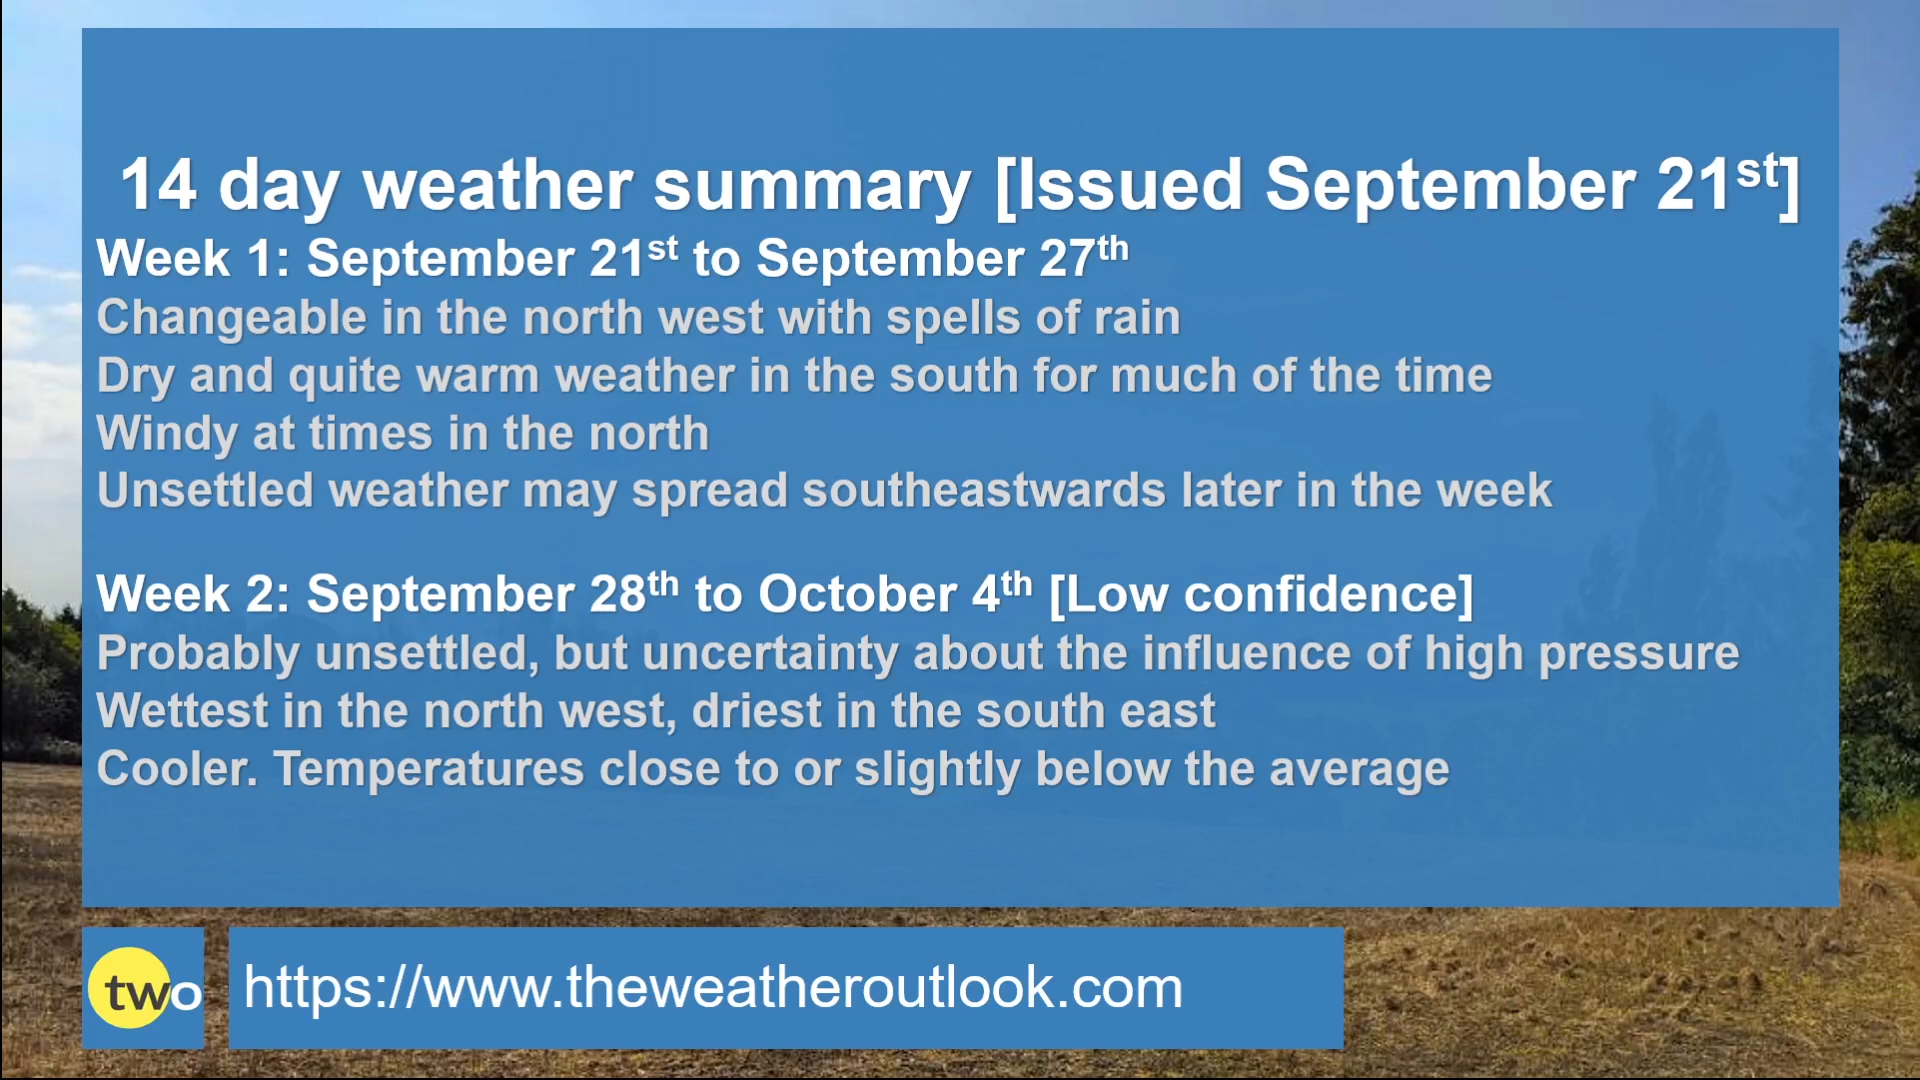 14 day weather summary [Issued September 21st]
Week 1: September 21st to September 27th
Changeable in the north west with spells of rain
Dry and quite warm weather in the south for much of the time
Windy at times in the north
Unsettled weather may spread southeastwards later in the week
Week 2: September 28th to October 4th [Low confidence]
Probably unsettled, but uncertainty about the influence of high pressure
Wettest in the north west, driest in the south east
Cooler. Temperatures close to or slightly below the average
two
https://www.theweatheroutlook.com